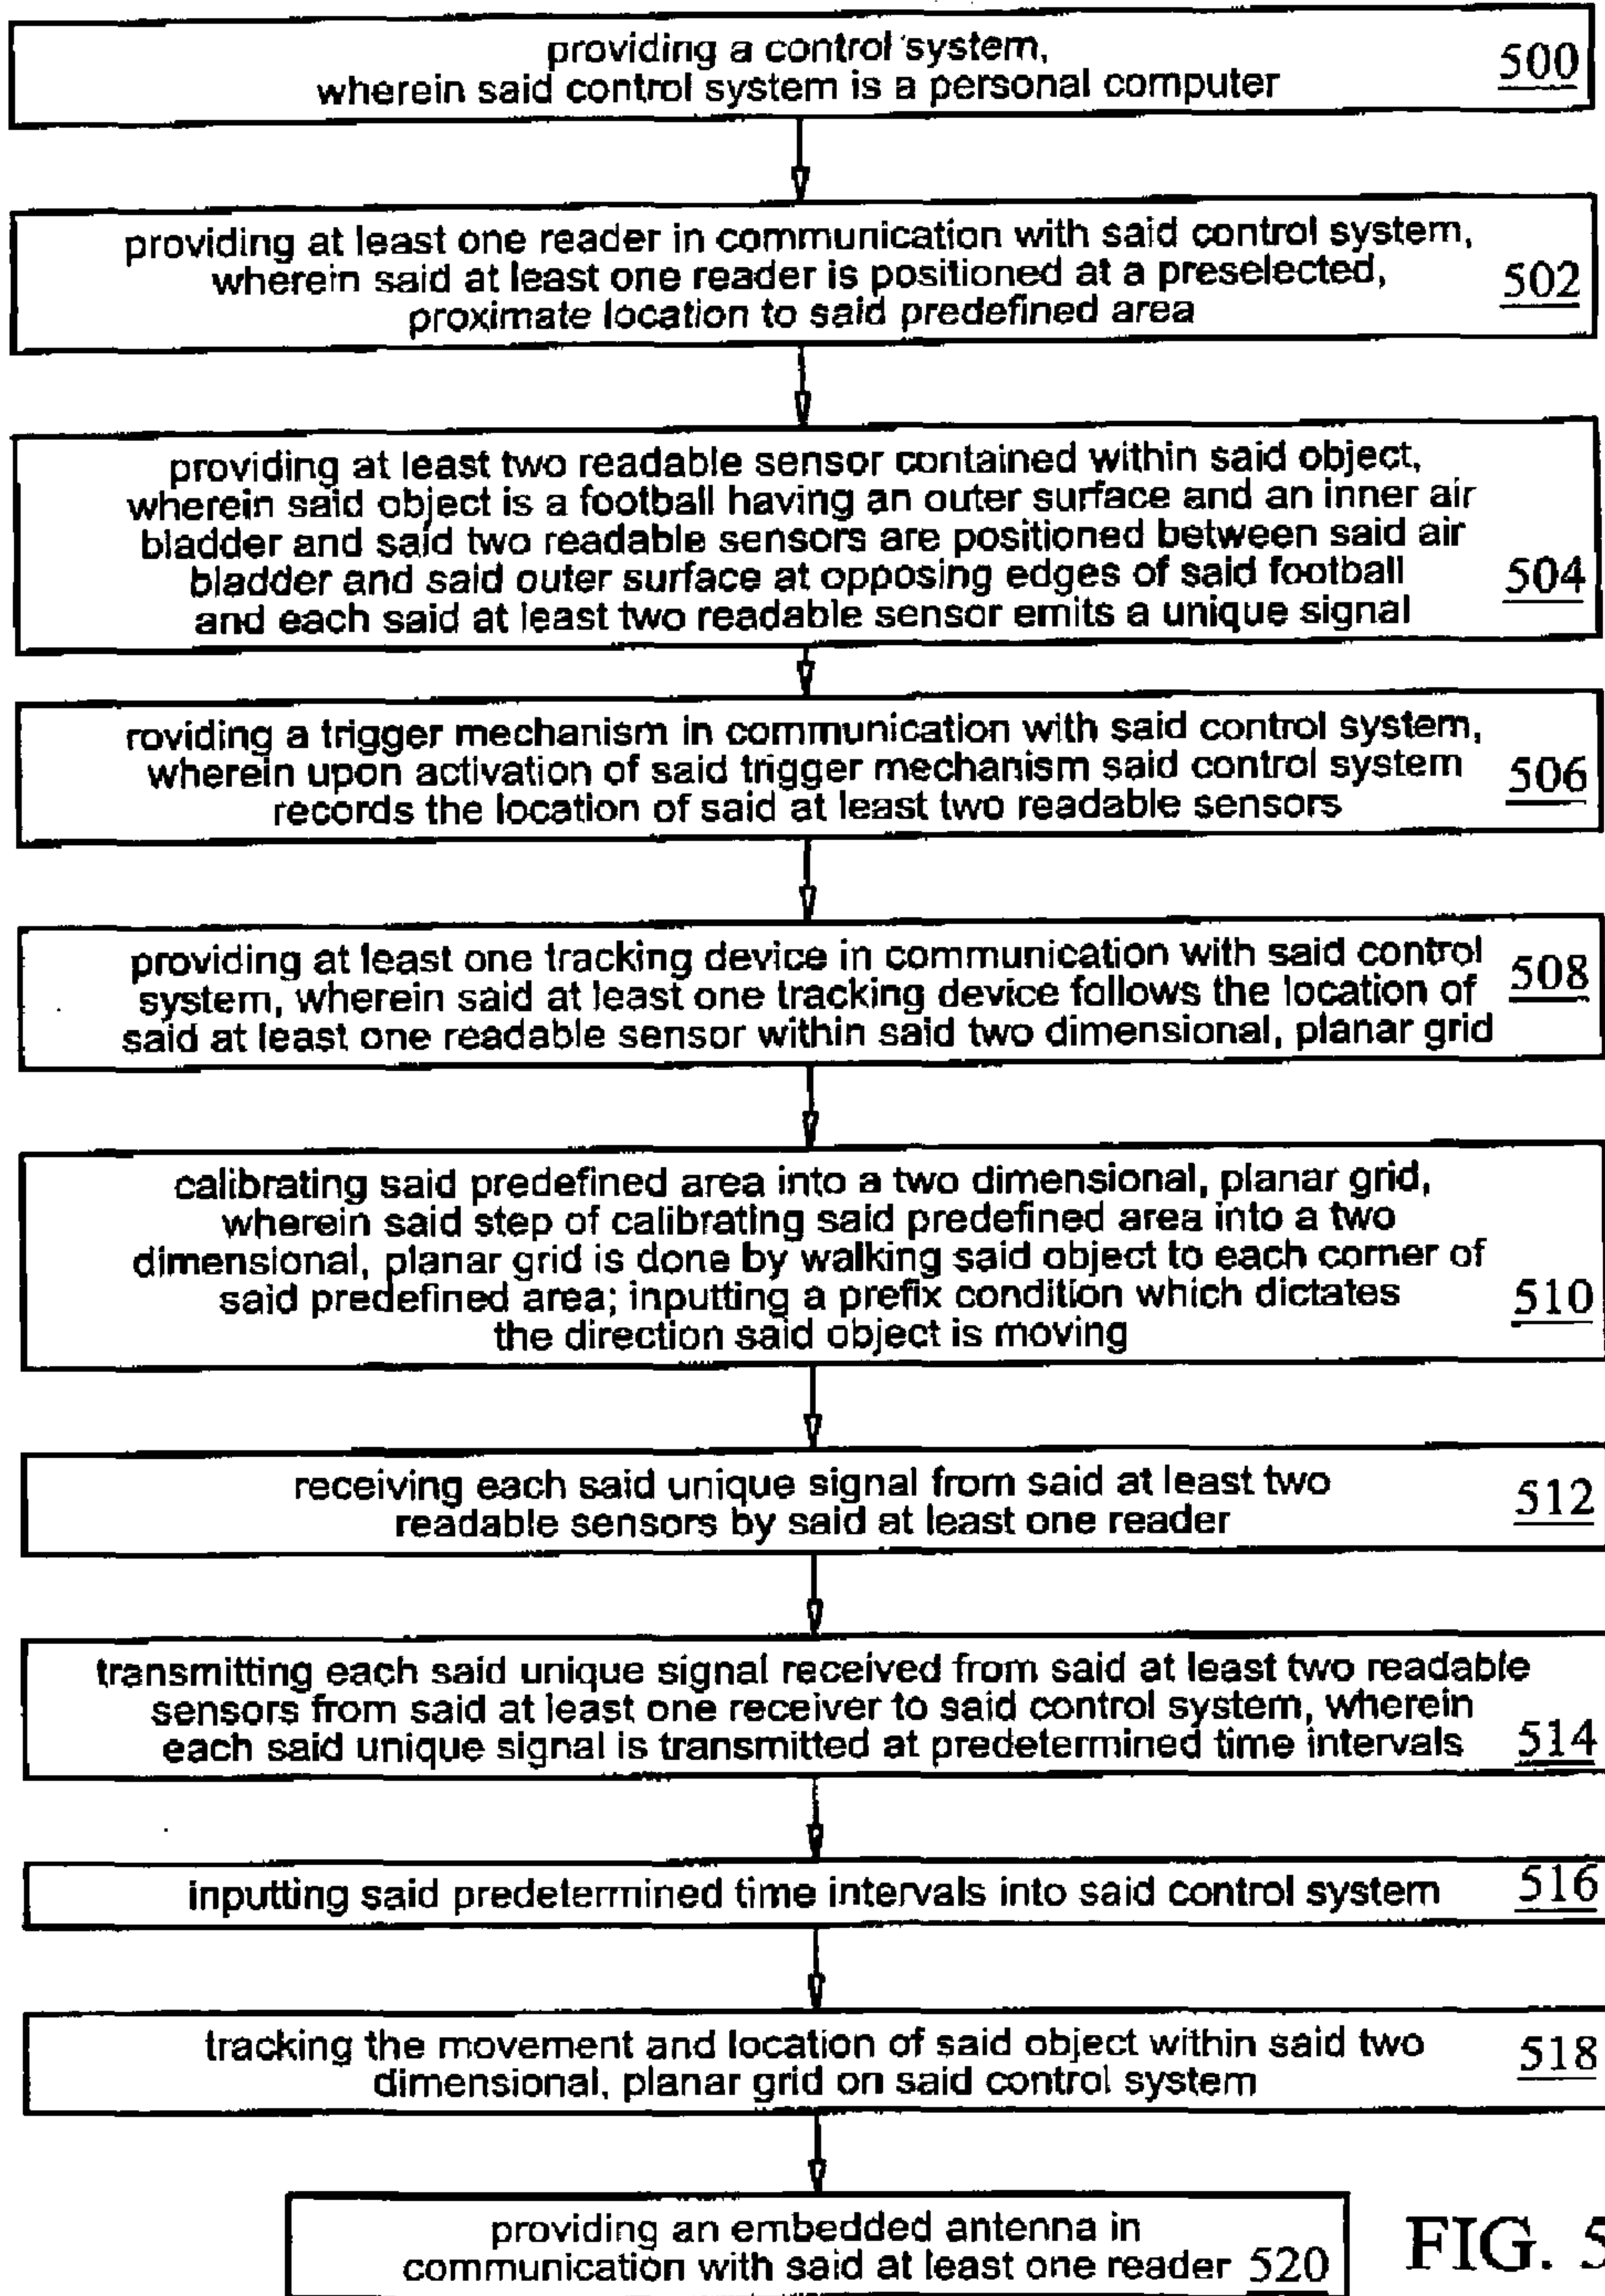 providing a control system,
wherein said control system is a personal computer
500
providing at least one reader in communication with said control system,
wherein said at least one reader is positioned at a preselected,
proximate location to said predefined area
502
providing at least two readable sensor contained within said object,
wherein said object is a football having an outer surface and an inner air
bladder and said two readable sensors are positioned between said air
bladder and said outer surface at opposing edges of said football
and each said at least two readable sensor emits a unique signal
504
roviding a trigger mechanism in communication with said control system,
wherein upon activation of said trigger mechanism said control system
records the location of said at least two readable sensors
506
providing at least one tracking device in communication with said control
system, wherein said at least one tracking device follows the location of
said at least one readable sensor within said two dimensional, planar grid
508
calibrating said predefined area into a two dimensional, planar grid,
wherein said step of calibrating said predefined area into a two
dimensional, planar grid is done by walking said object to each corner of
said predefined area; inputting a prefix condition which dictates
the direction said object is moving
510
receiving each said unique signal from said at least two
readable sensors by said at least one reader
512
transmitting each said unique signal received from said at least two readable
sensors from said at least one receiver to said control system, wherein
each said unique signal is transmitted at predetermined time intervals
514
inputting said predetermined time intervals into said control system
516
tracking the movement and location of said object within said two
dimensional, planar grid on said control system
518
providing an embedded antenna in
communication with said at least one reader
520
FIG. 5